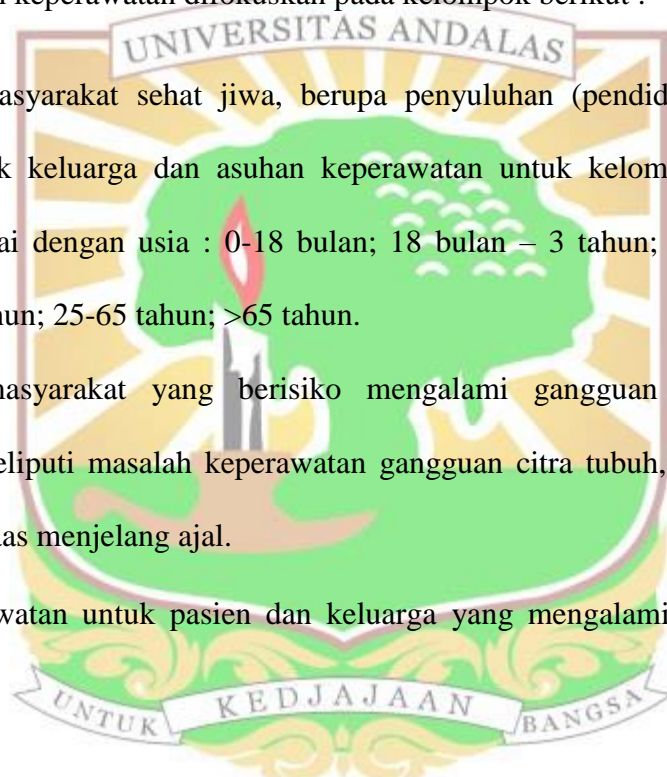 i keperawatan difokuskan pada kelompok berikut :
UNIVERSITAS ANDALAS
asyarakat sehat jiwa, berupa penyuluhan (pendid
k keluarga dan asuhan keperawatan untuk kelom
ai dengan usia : 0-18 bulan; 18 bulan – 3 tahun;
hun; 25-65 tahun; >65 tahun.
masyarakat yang berisiko mengalami gangguan
eliputi masalah keperawatan gangguan citra tubuh,
as menjelang ajal.
watan untuk pasien dan keluarga yang mengalami
UNTUK KEDJAJAAN BANGSA